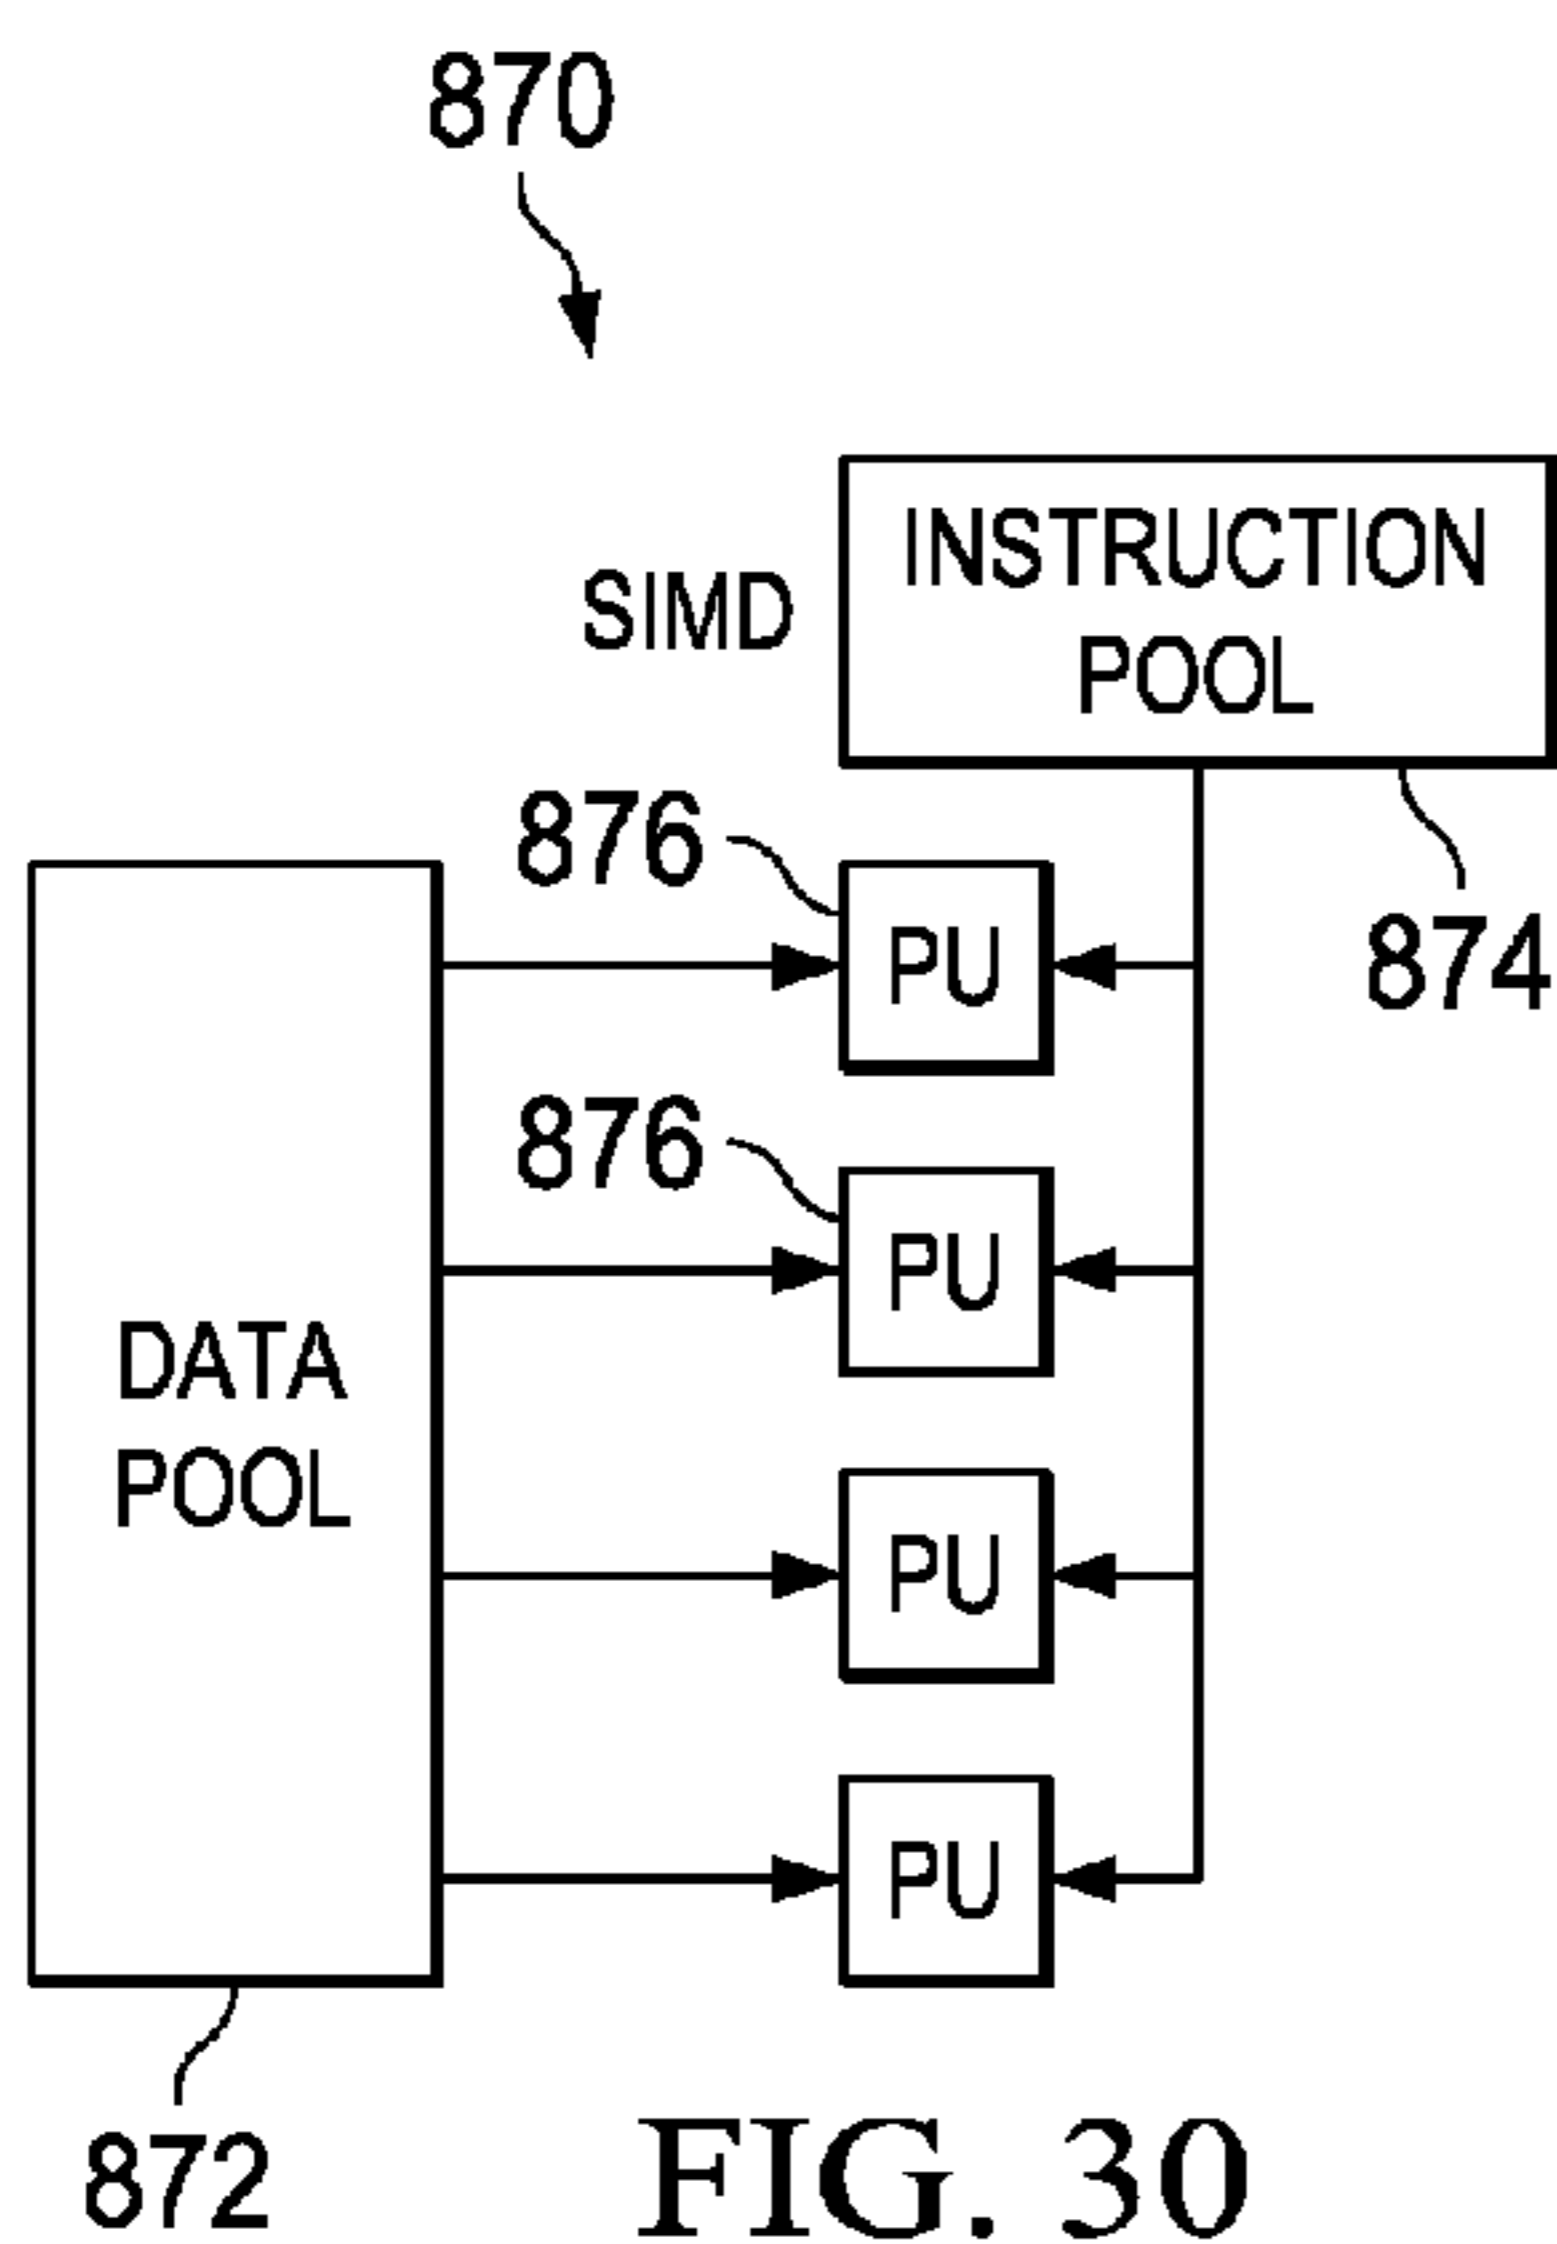 870
SIMD
INSTRUCTION
POOL
876
PU
874
876
PU
DATA
POOL
PU
PU
872
FIG. 30